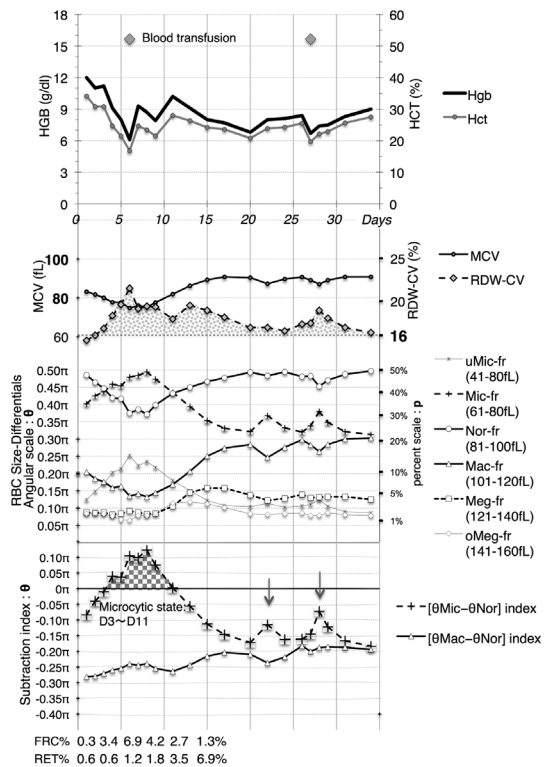 18
15
12
9
6
3
0
HGB (g/dl)
Blood transfusion
60
50
40
30
20
10
0
HCT (%)
Hgb
Hct
0 5 10 15 20 25 30 Days
100
80
60
MCV (fL)
25
22
19
16
RDW-CV (%)
MCV
RDW-CV
0.50π
0.45π
0.40π
0.35π
0.30π
0.25π
0.20π
0.15π
0.10π
0.05π
RBC Size-Differentials
Angular scale : θ
50%
40%
30%
20%
10%
5%
1%
percent scale : p
uMic-fr
(41-80fL)
Mic-fr
(61-80fL)
Nor-fr
(81-100fL)
Mac-fr
(101-120fL)
Meg-fr
(121-140fL)
oMeg-fr
(141-160fL)
0.10π
0.05π
0π
-0.05π
-0.10π
-0.15π
-0.20π
-0.25π
-0.30π
-0.35π
-0.40π
Subtraction index : θ
Microcytic state:
D3～D11
[θMic−θNor] index
[θMac−θNor] index
FRC% 0.3 3.4 6.9 4.2 2.7 1.3%
RET% 0.6 0.6 1.2 1.8 3.5 6.9%